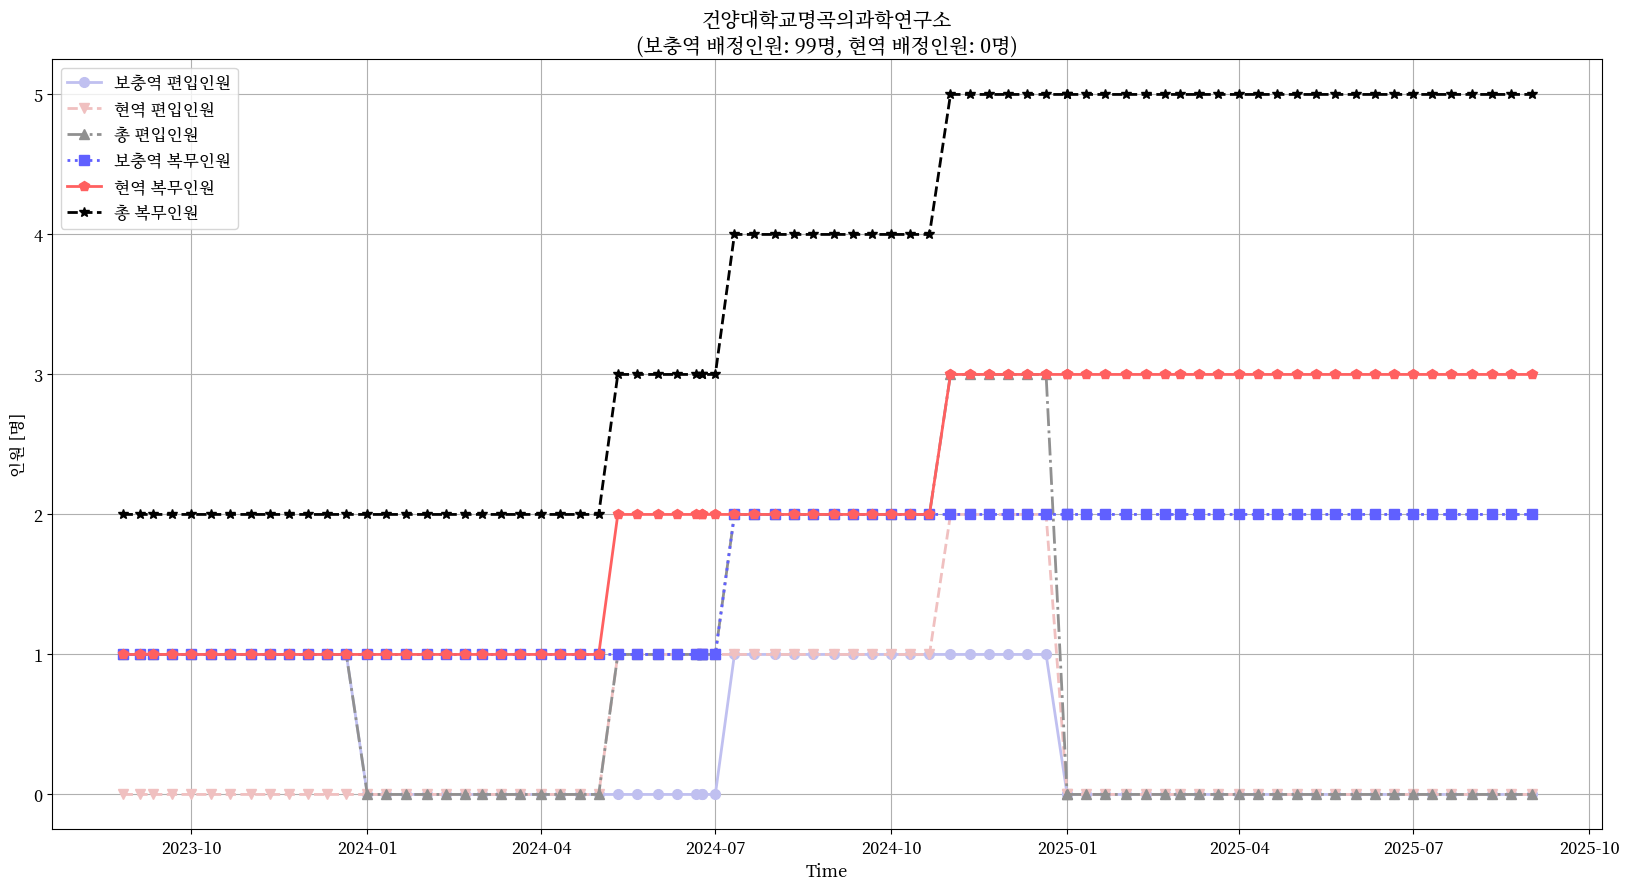 건양대학교명곡의과학연구소
(보충역 배정인원: 99명, 현역 배정인원: 0명)
보충역 편입인원
현역 편입인원
총 편입인원
보충역 복무인원
현역 복무인원
총 복무인원
인원 [명]
5
4
3
2
1
0
2023-10
2024-01
2024-04
2024-07
2024-10
2025-01
2025-04
2025-07
2025-10
Time